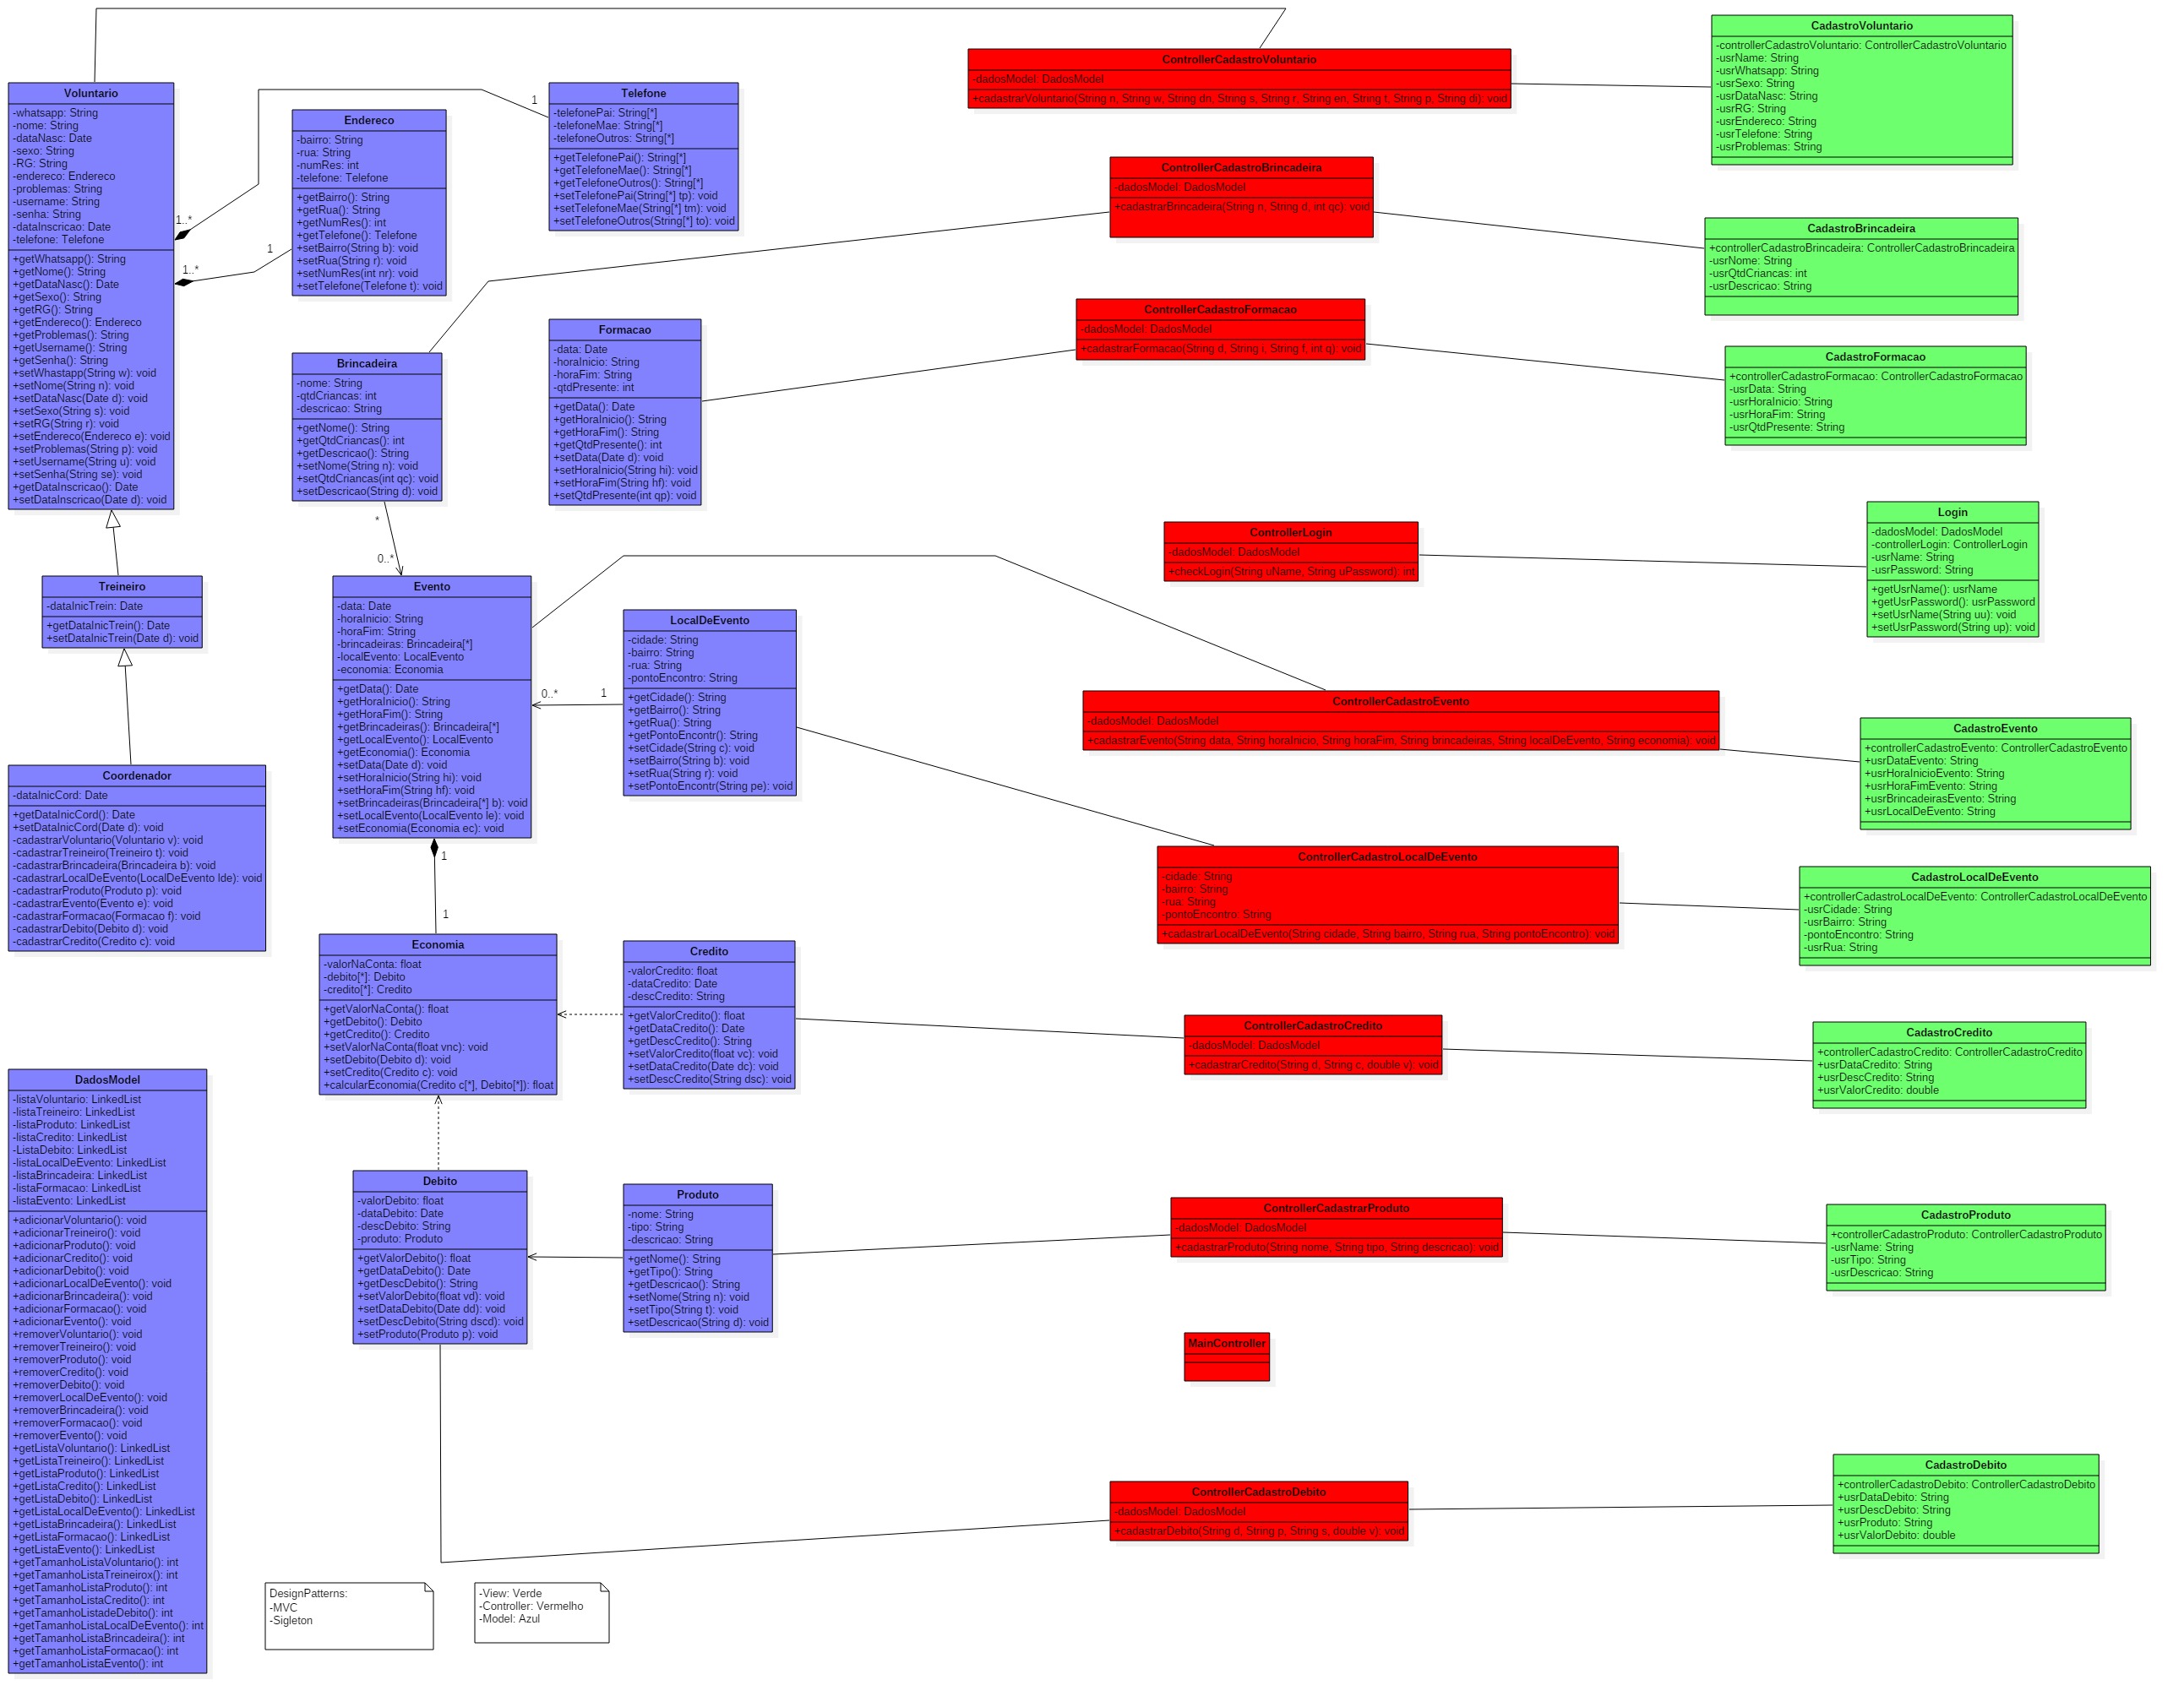 Voluntario
-whatsapp: String
-nome: String
-dataNasc: Date
-sexo: String
-RG: String
-endereco: Endereco
-problemas: String
-username: String
-senha: String
-dataInscricao: Date
-telefone: Telefone
+getWhatsapp(): String
+getNome(): String
+getDataNasc(): Date
+getSexo(): String
+getRG(): String
+getEndereco(): Endereco
+getProblemas(): String
+getUsername(): String
+getSenha(): String
+setWhastapp(String w): void
+setNome(String n): void
+setDataNasc(Date d): void
+setSexo(String s): void
+setRG(String r): void
+setEndereco(Endereco e): void
+setProblemas(String p): void
+setUsername(String u): void
+setSenha(String se): void
+getDataInscricao(): Date
+setDataInscricao(Date d): void
1..*
1
1..*
1
Endereco
-bairro: String
-rua: String
-numRes: int
-telefone: Telefone
+getBairro(): String
+getRua(): String
+getNumRes(): int
+getTelefone(): Telefone
+setBairro(String b): void
+setRua(String r): void
+setNumRes(int nr): void
+setTelefone(Telefone t): void
Telefone
-telefonePai: String[*]
-telefoneMae: String[*]
-telefoneOutros: String[*]
+getTelefonePai(): String[*]
+getTelefoneMae(): String[*]
+getTelefoneOutros(): String[*]
+setTelefonePai(String[*] tp): void
+setTelefoneMae(String[*] tm): void
+setTelefoneOutros(String[*] to): void
Brincadeira
-nome: String
-qtdCriancas: int
-descricao: String
+getNome(): String
+getQtdCriancas(): int
+getDescricao(): String
+setNome(String n): void
+setQtdCriancas(int qc): void
+setDescricao(String d): void
*
0..*
Formacao
-data: Date
-horaInicio: String
-horaFim: String
-qtdPresente: int
+getData(): Date
+getHoraInicio(): String
+getHoraFim(): String
+getQtdPresente(): int
+setData(Date d): void
+setHoraInicio(String hi): void
+setHoraFim(String hf): void
+setQtdPresente(int qp): void
Treineiro
-dataInicTrein: Date
+getDataInicTrein(): Date
+setDataInicTrein(Date d): void
Coordenador
-dataInicCord: Date
+getDataInicCord(): Date
+setDataInicCord(Date d): void
-cadastrarVoluntario(Voluntario v): void
-cadastrarTreineiro(Treineiro t): void
-cadastrarBrincadeira(Brincadeira b): void
-cadastrarLocalDeEvento(LocalDeEvento lde): void
-cadastrarProduto(Produto p): void
-cadastrarEvento(Evento e): void
-cadastrarFormacao(Formacao f): void
-cadastrarDebito(Debito d): void
-cadastrarCredito(Credito c): void
Evento
-data: Date
-horaInicio: String
-horaFim: String
-brincadeiras: Brincadeira[*]
-localEvento: LocalEvento
-economia: Economia
+getData(): Date
+getHoraInicio(): String
+getHoraFim(): String
+getBrincadeiras(): Brincadeira[*]
+getLocalEvento(): LocalEvento
+getEconomia(): Economia
+setData(Date d): void
+setHoraInicio(String hi): void
+setHoraFim(String hf): void
+setBrincadeiras(Brincadeira[*] b): void
+setLocalEvento(LocalEvento le): void
+setEconomia(Economia ec): void
0..*
1
1
1
LocalDeEvento
-cidade: String
-bairro: String
-rua: String
-pontoEncontro: String
+getCidade(): String
+getBairro(): String
+getRua(): String
+getPontoEncontr(): String
+setCidade(String c): void
+setBairro(String b): void
+setRua(String r): void
+setPontoEncontr(String pe): void
Economia
-valorNaConta: float
-debito[*]: Debito
-credito[*]: Credito
+getValorNaConta(): float
+getDebito(): Debito
+getCredito(): Credito
+setValorNaConta(float vnc): void
+setDebito(Debito d): void
+setCredito(Credito c): void
+calcularEconomia(Credito c[*], Debito[*]): float
Credito
-valorCredito: float
-dataCredito: Date
-descCredito: String
+getValorCredito(): float
+getDataCredito(): Date
+getDescCredito(): String
+setValorCredito(float vc): void
+setDataCredito(Date dc): void
+setDescCredito(String dsc): void
DadosModel
-listaVoluntario: LinkedList
-listaTreineiro: LinkedList
-listaProduto: LinkedList
-listaCredito: LinkedList
-ListaDebito: LinkedList
-listaLocalDeEvento: LinkedList
-listaBrincadeira: LinkedList
-listaFormacao: LinkedList
-listaEvento: LinkedList
+adicionarVoluntario(): void
+adicionarTreineiro(): void
+adicionarProduto(): void
+adicionarCredito(): void
+adicionarDebito(): void
+adicionarLocalDeEvento(): void
+adicionarBrincadeira(): void
+adicionarFormacao(): void
+adicionarEvento(): void
+removerVoluntario(): void
+removerTreineiro(): void
+removerProduto(): void
+removerCredito(): void
+removerDebito(): void
+removerLocalDeEvento(): void
+removerBrincadeira(): void
+removerFormacao(): void
+removerEvento(): void
+getListaVoluntario(): LinkedList
+getListaTreineiro(): LinkedList
+getListaProduto(): LinkedList
+getListaCredito(): LinkedList
+getListaDebito(): LinkedList
+getListaLocalDeEvento(): LinkedList
+getListaBrincadeira(): LinkedList
+getListaFormacao(): LinkedList
+getListaEvento(): LinkedList
+getTamanhoListaVoluntario(): int
+getTamanhoListaTreineirox(): int
+getTamanhoListaProduto(): int
+getTamanhoListaCredito(): int
+getTamanhoListadeDebito(): int
+getTamanhoListaLocalDeEvento(): int
+getTamanhoListaBrincadeira(): int
+getTamanhoListaFormacao(): int
+getTamanhoListaEvento(): int
Debito
-valorDebito: float
-dataDebito: Date
-descDebito: String
-produto: Produto
+getValorDebito(): float
+getDataDebito(): Date
+getDescDebito(): String
+setValorDebito(float vd): void
+setDataDebito(Date dd): void
+setDescDebito(String dscd): void
+setProduto(Produto p): void
Produto
-nome: String
-tipo: String
-descricao: String
+getNome(): String
+getTipo(): String
+getDescricao(): String
+setNome(String n): void
+setTipo(String t): void
+setDescricao(String d): void
DesignPatterns:
-MVC
-Sigleton
-View: Verde
-Controller: Vermelho
-Model: Azul
ControllerCadastroVoluntario
-dadosModel: DadosModel
+cadastrarVoluntario(String n, String w, String dn, String s, String r, String en, String t, String p, String di): void
ControllerCadastroBrincadeira
-dadosModel: DadosModel
+cadastrarBrincadeira(String n, String d, int qc): void
ControllerCadastroFormacao
-dadosModel: DadosModel
+cadastrarFormacao(String d, String i, String f, int q): void
ControllerLogin
-dadosModel: DadosModel
+checkLogin(String uName, String uPassword): int
ControllerCadastroEvento
-dadosModel: DadosModel
+cadastrarEvento(String data, String horaInicio, String horaFim, String brincadeiras, String localDeEvento, String economia): void
ControllerCadastroLocalDeEvento
-cidade: String
-bairro: String
-rua: String
-pontoEncontro: String
+cadastrarLocalDeEvento(String cidade, String bairro, String rua, String pontoEncontro): void
ControllerCadastroCredito
-dadosModel: DadosModel
+cadastrarCredito(String d, String c, double v): void
ControllerCadastrarProduto
-dadosModel: DadosModel
+cadastrarProduto(String nome, String tipo, String descricao): void
MainController
ControllerCadastroDebito
-dadosModel: DadosModel
+cadastrarDebito(String d, String p, String s, double v): void
CadastroVoluntario
-controllerCadastroVoluntario: ControllerCadastroVoluntario
-usrName: String
-usrWhatsapp: String
-usrSexo: String
-usrDataNasc: String
-usrRG: String
-usrEndereco: String
-usrTelefone: String
-usrProblemas: String
CadastroBrincadeira
+controllerCadastroBrincadeira: ControllerCadastroBrincadeira
-usrNome: String
-usrQtdCriancas: int
-usrDescricao: String
CadastroFormacao
+controllerCadastroFormacao: ControllerCadastroFormacao
-usrData: String
-usrHoraInicio: String
-usrHoraFim: String
-usrQtdPresente: String
Login
-dadosModel: DadosModel
-controllerLogin: ControllerLogin
-usrName: String
-usrPassword: String
+getUsrName(): usrName
+getUsrPassword(): usrPassword
+setUsrName(String uu): void
+setUsrPassword(String up): void
CadastroEvento
+controllerCadastroEvento: ControllerCadastroEvento
+usrDataEvento: String
+usrHoraInicioEvento: String
+usrHoraFimEvento: String
+usrBrincadeirasEvento: String
+usrLocalDeEvento: String
CadastroLocalDeEvento
+controllerCadastroLocalDeEvento: ControllerCadastroLocalDeEvento
-usrCidade: String
-usrBairro: String
-pontoEncontro: String
-usrRua: String
CadastroCredito
+controllerCadastroCredito: ControllerCadastroCredito
+usrDataCredito: String
+usrDescCredito: String
+usrValorCredito: double
CadastroProduto
+controllerCadastroProduto: ControllerCadastroProduto
-usrName: String
-usrTipo: String
-usrDescricao: String
CadastroDebito
+controllerCadastroDebito: ControllerCadastroDebito
+usrDataDebito: String
+usrDescDebito: String
+usrProduto: String
+usrValorDebito: double